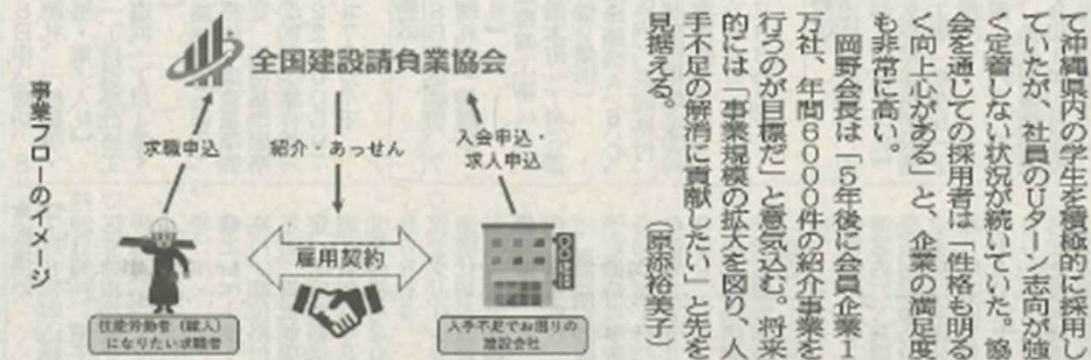 て沖縄県内の学生を積極的に採用し
ていたが、社員のUターン志向が強
く定着しない状況が続いていた。協
会を通じての採用者は「性格も明る
く向上心がある」と、企業の満足度
も非常に高い。
岡野会長は「5年後に会員企業1
万社、年間6000件の紹介事業を
行うのが目標だ」と意気込む。将来
的には「事業規模の拡大を図り、人
手不足の解消に貢献したい」と先を
見据える。（原添裕美子）
全国建設請負業協会
求職申込
紹介・あっせん
入会申込・
求人申込
雇用契約
技能労働者（職人）
になりたい求職者
人手不足でお困りの
建設会社
事業フローのイメージ